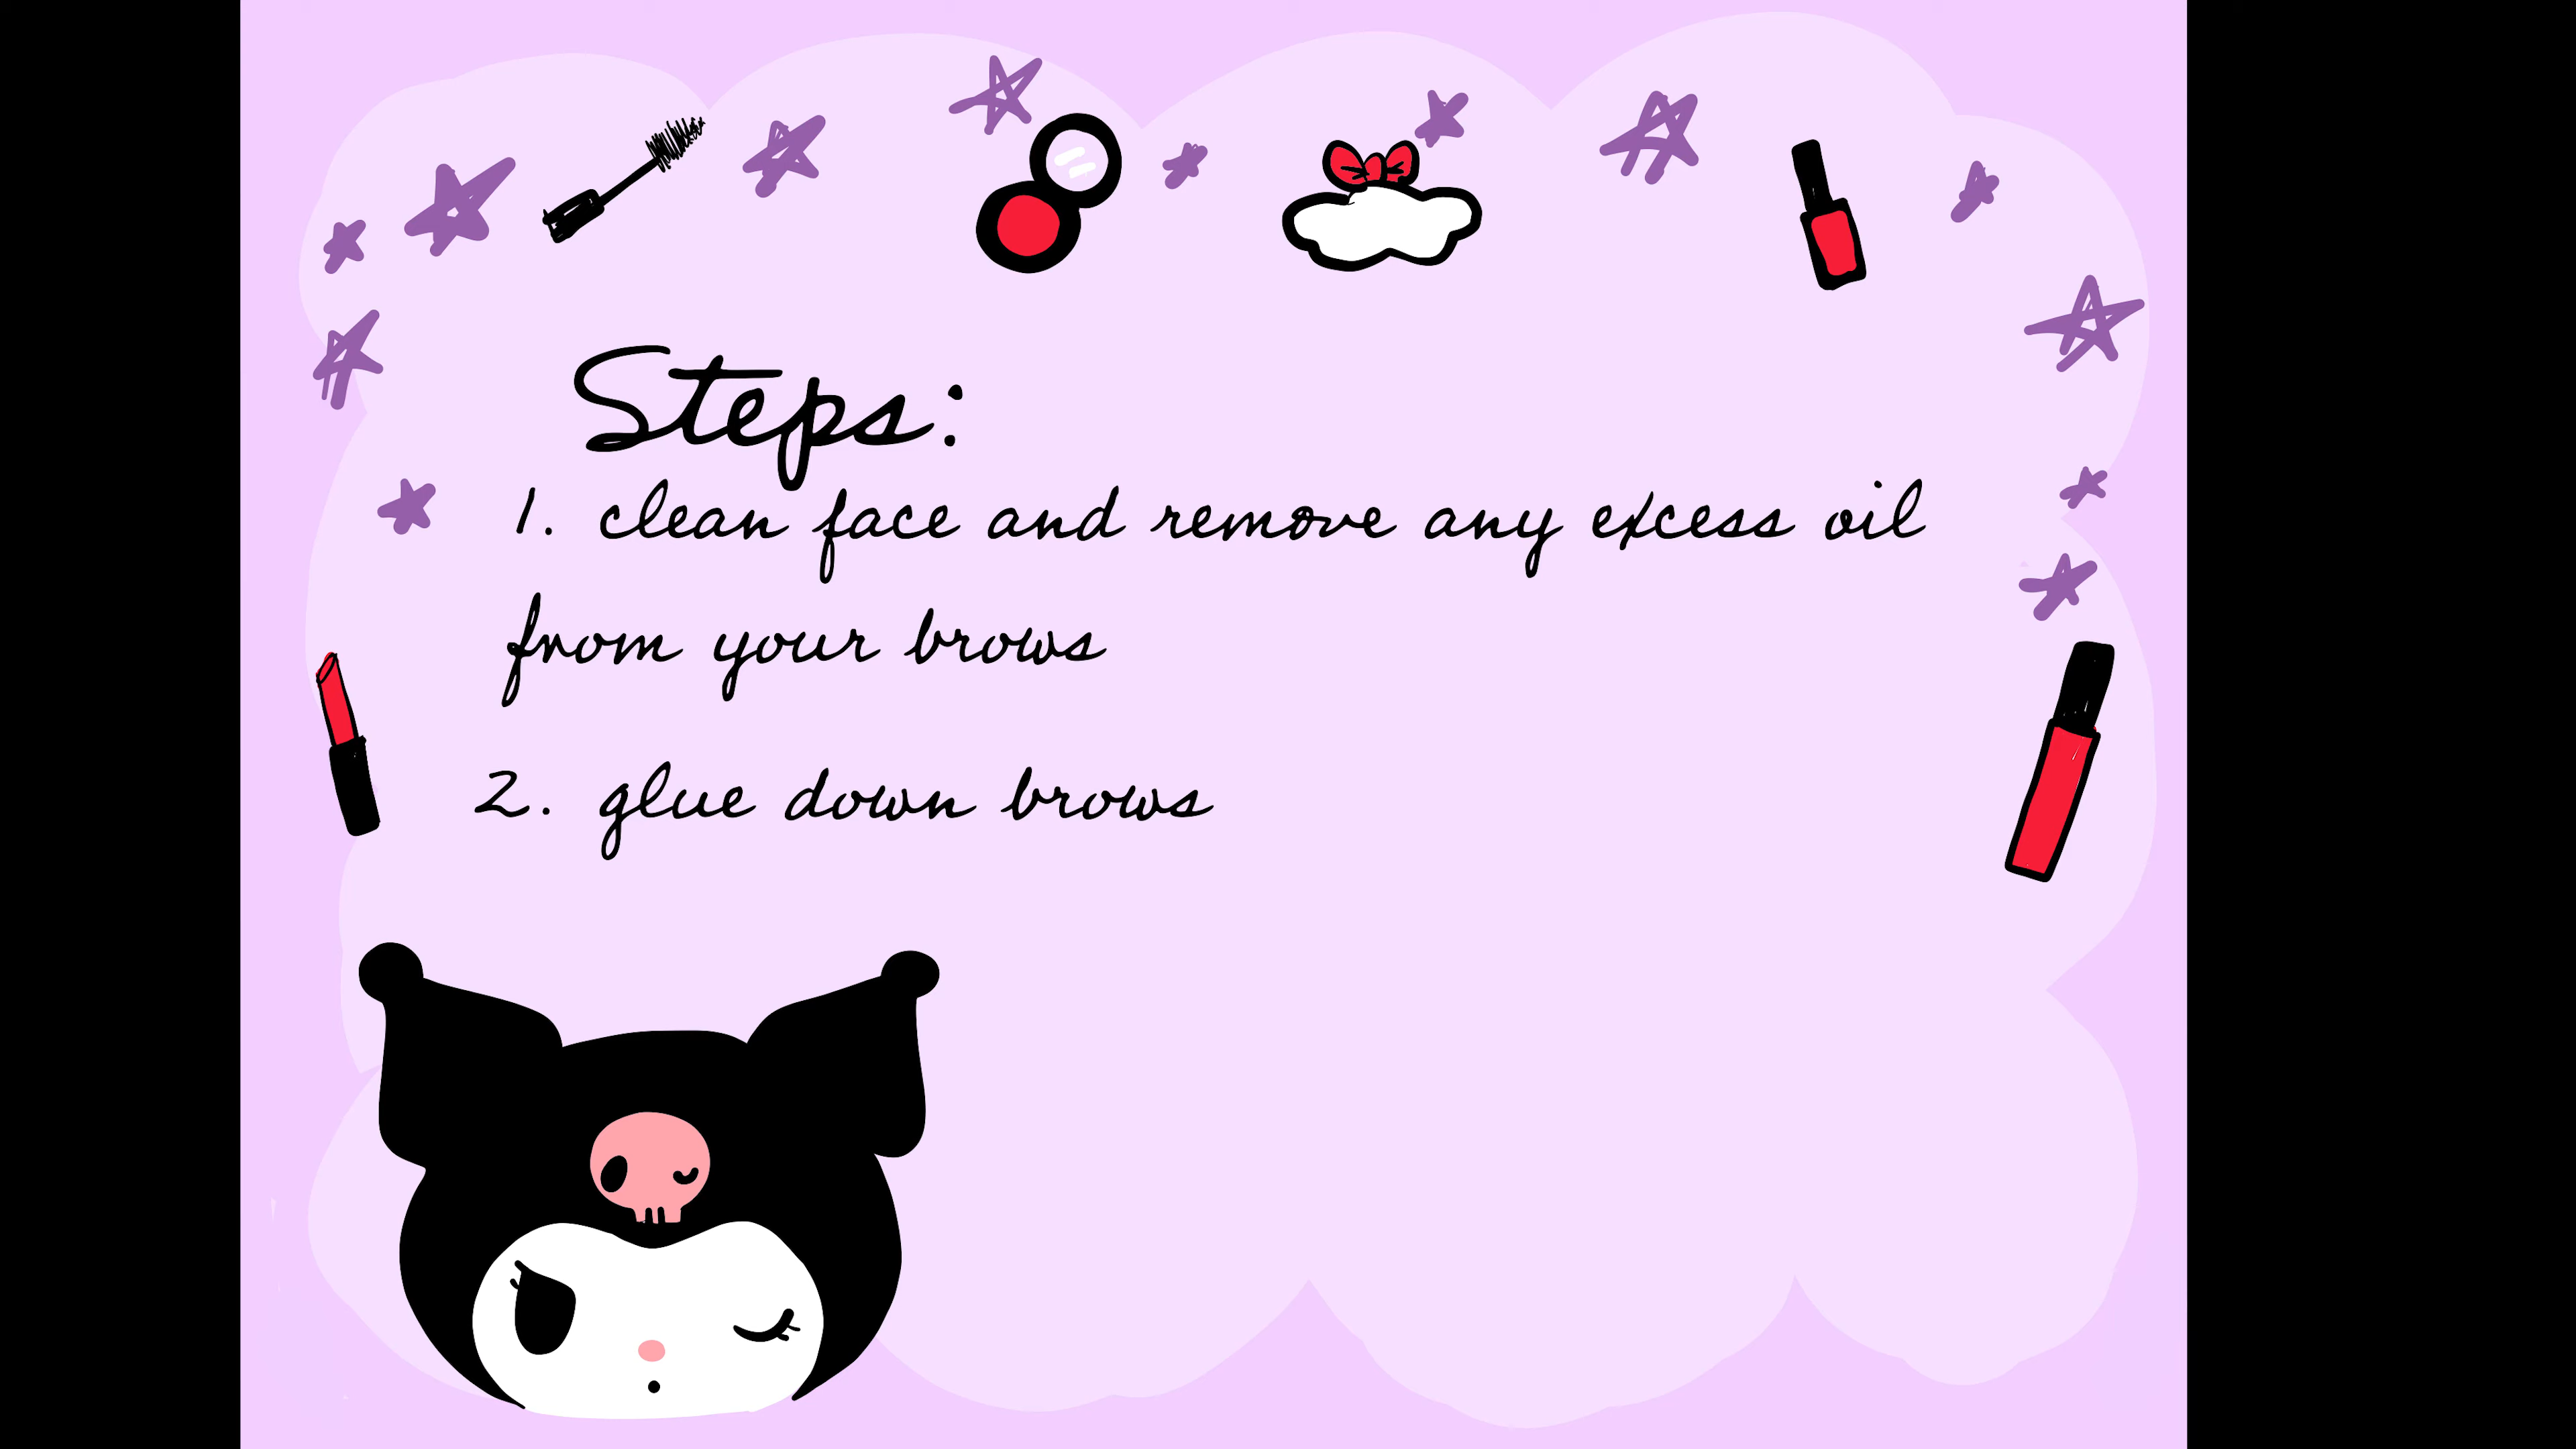 Steps:
1. clean face and remove any excess oil
from your brows
2. glue down brows